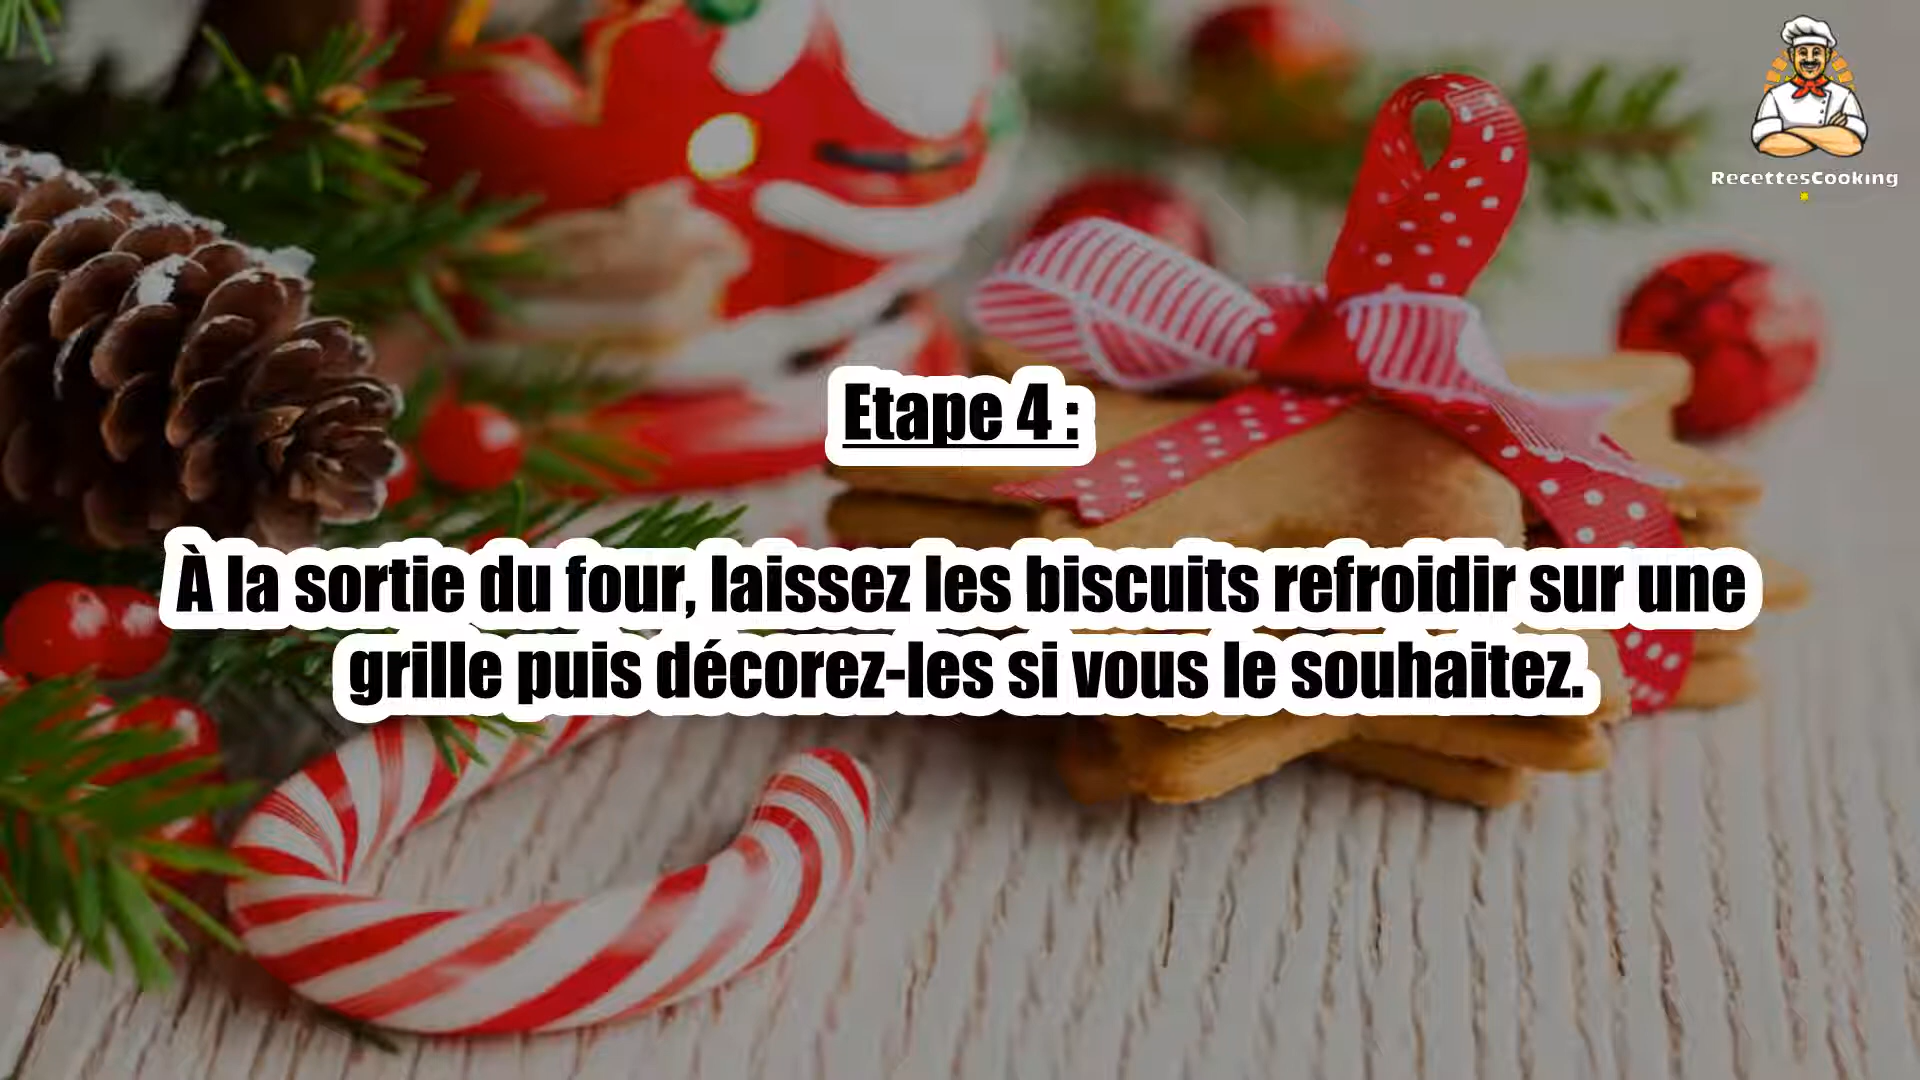 RecettesCooking
Etape 4 :
À la sortie du four, laissez les biscuits refroidir sur une
grille puis décorez-les si vous le souhaitez.